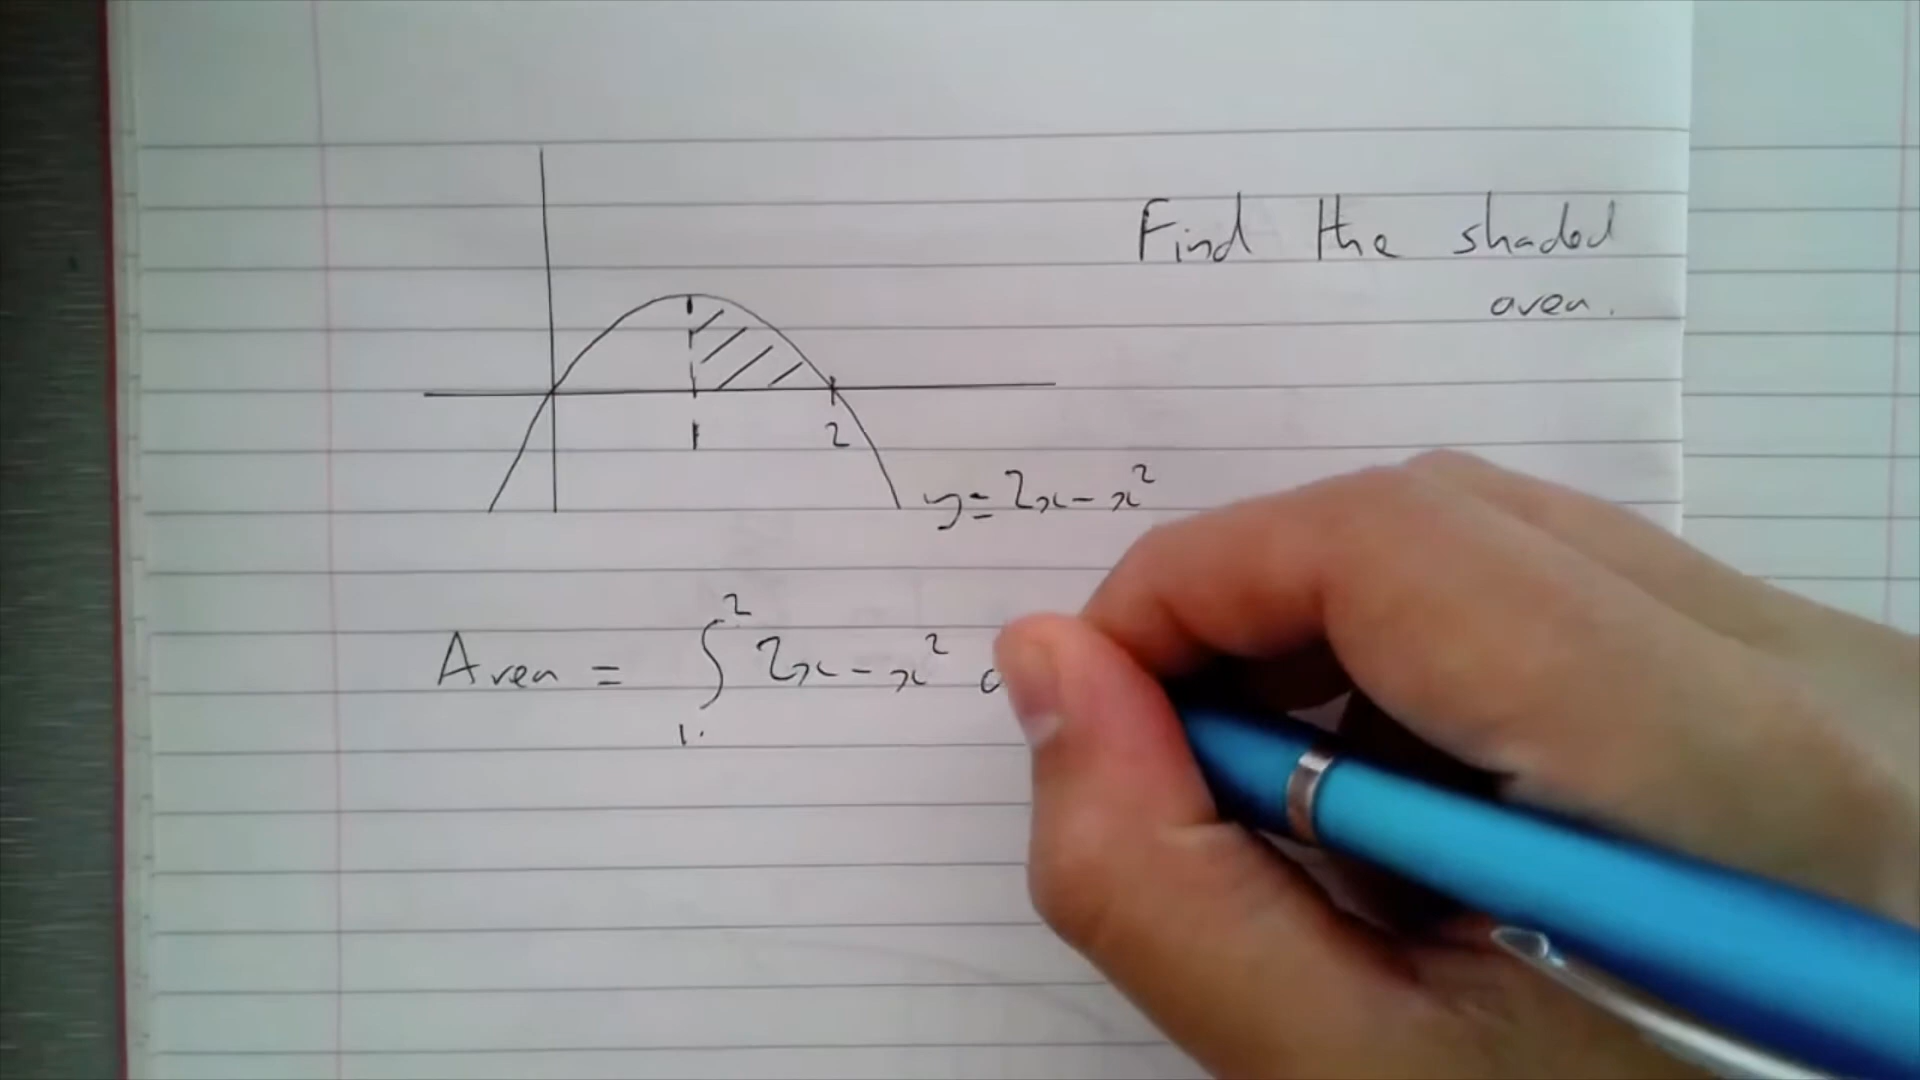 Find the shaded
area.
1 2
y = 2x - x²
Area = ∫₁² 2x - x² d